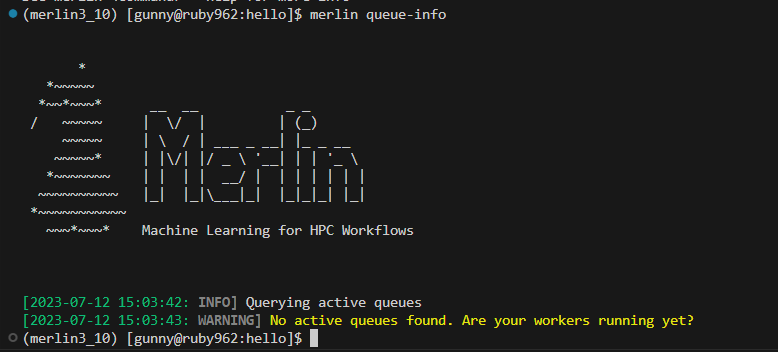 (merlin3_10) [gunny@ruby962:hello]$ merlin queue-info
Merlin
Machine Learning for HPC Workflows
[2023-07-12 15:03:42: INFO] Querying active queues
[2023-07-12 15:03:43: WARNING] No active queues found. Are your workers running yet?
(merlin3_10) [gunny@ruby962:hello]$